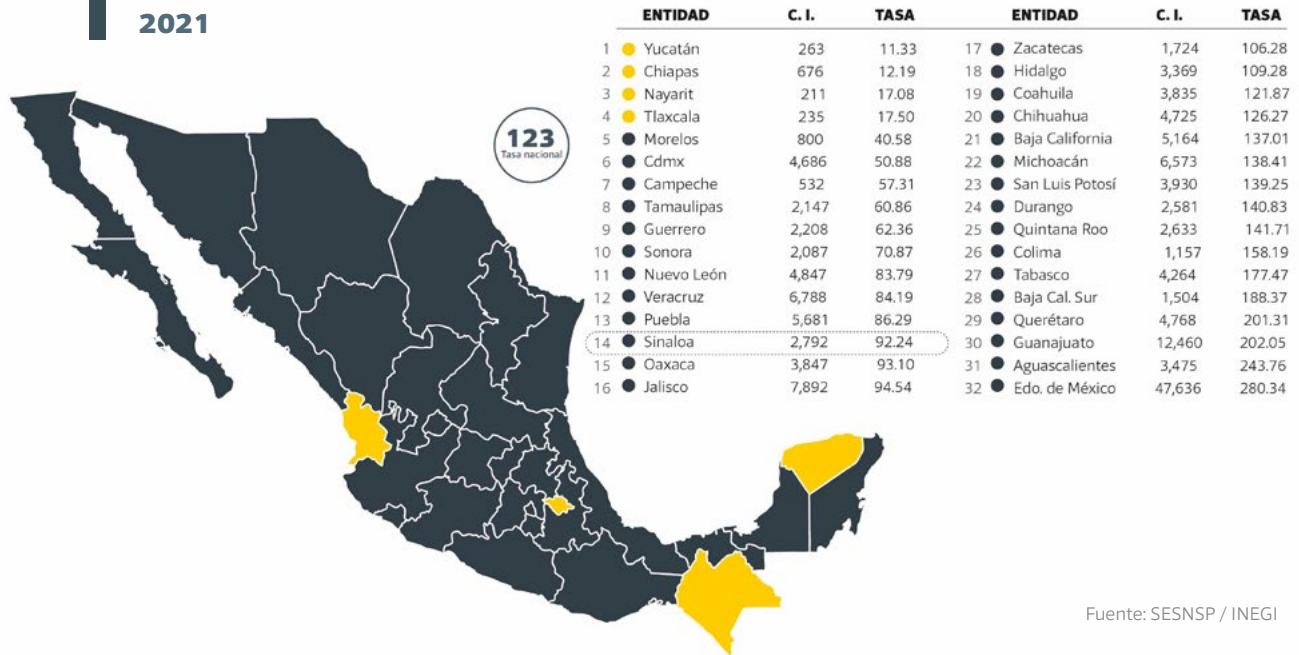 2021
123
Tasa nacional
ENTIDAD C. I. TASA
1 Yucatán 263 11.33
2 Chiapas 676 12.19
3 Nayarit 211 17.08
4 Tlaxcala 235 17.50
5 Morelos 800 40.58
6 Cdmx 4,686 50.88
7 Campeche 532 57.31
8 Tamaulipas 2,147 60.86
9 Guerrero 2,208 62.36
10 Sonora 2,087 70.87
11 Nuevo León 4,847 83.79
12 Veracruz 6,788 84.19
13 Puebla 5,681 86.29
14 Sinaloa 2,792 92.24
15 Oaxaca 3,847 93.10
16 Jalisco 7,892 94.54
ENTIDAD C. I. TASA
17 Zacatecas 1,724 106.28
18 Hidalgo 3,369 109.28
19 Coahuila 3,835 121.87
20 Chihuahua 4,725 126.27
21 Baja California 5,164 137.01
22 Michoacán 6,573 138.41
23 San Luis Potosí 3,930 139.25
24 Durango 2,581 140.83
25 Quintana Roo 2,633 141.71
26 Colima 1,157 158.19
27 Tabasco 4,264 177.47
28 Baja Cal. Sur 1,504 188.37
29 Querétaro 4,768 201.31
30 Guanajuato 12,460 202.05
31 Aguascalientes 3,475 243.76
32 Edo. de México 47,636 280.34
Fuente: SESNSP / INEGI